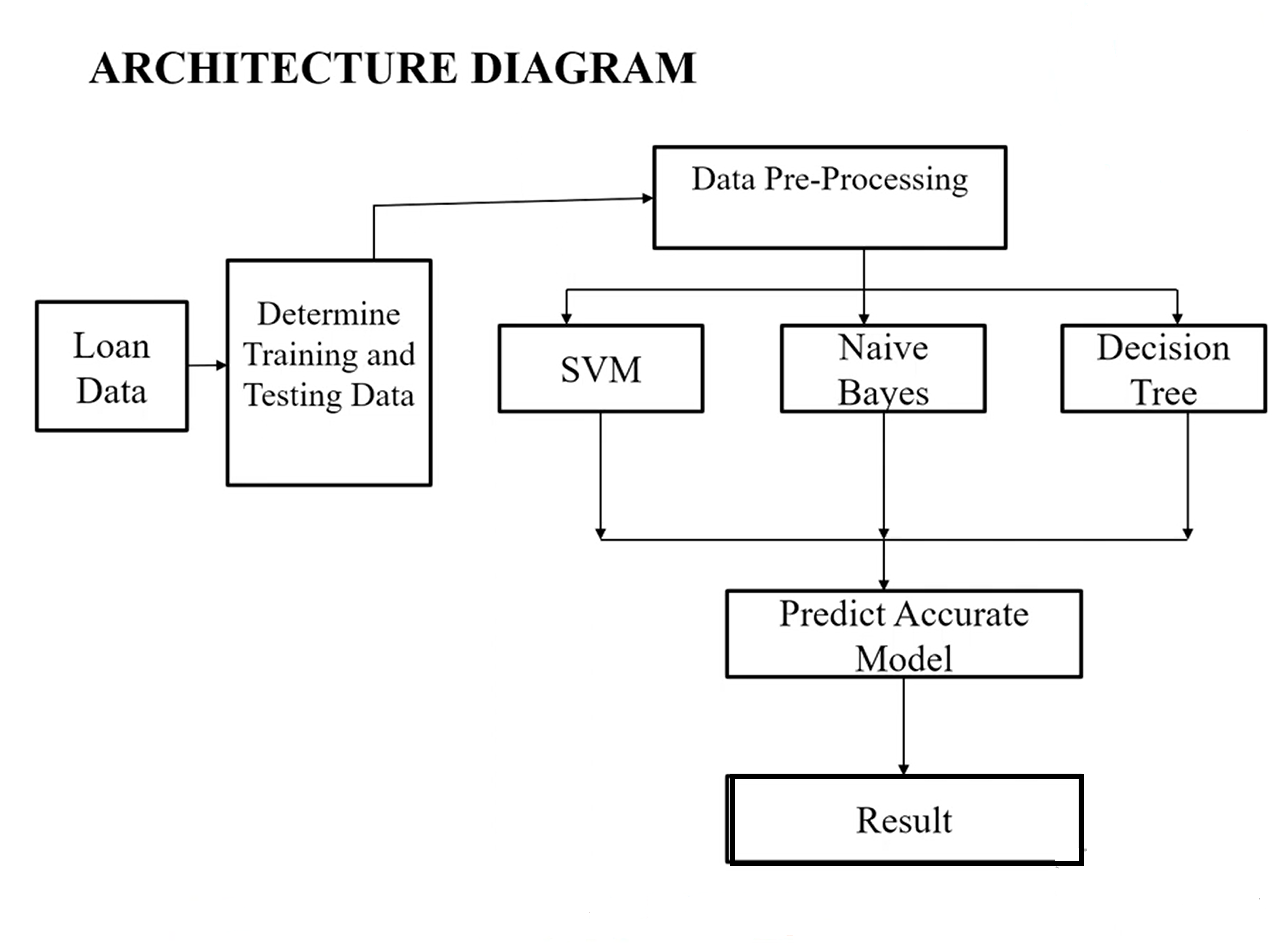 ARCHITECTURE DIAGRAM
Data Pre-Processing
Loan
Data
Determine
Training and
Testing Data
SVM
Naive
Bayes
Decision
Tree
Predict Accurate
Model
Result